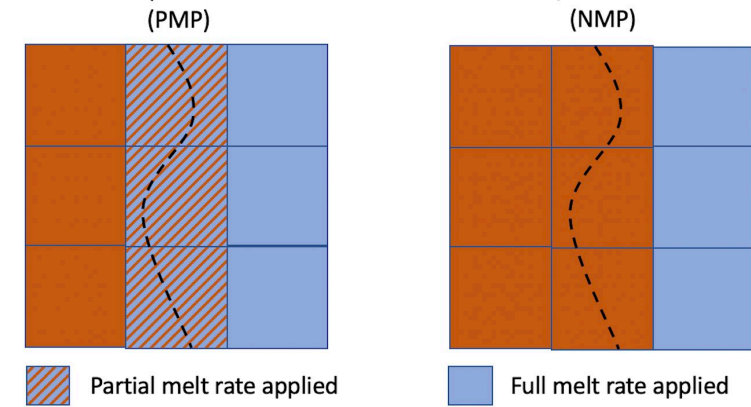 (PMP)
(NMP)
Partial melt rate applied
Full melt rate applied